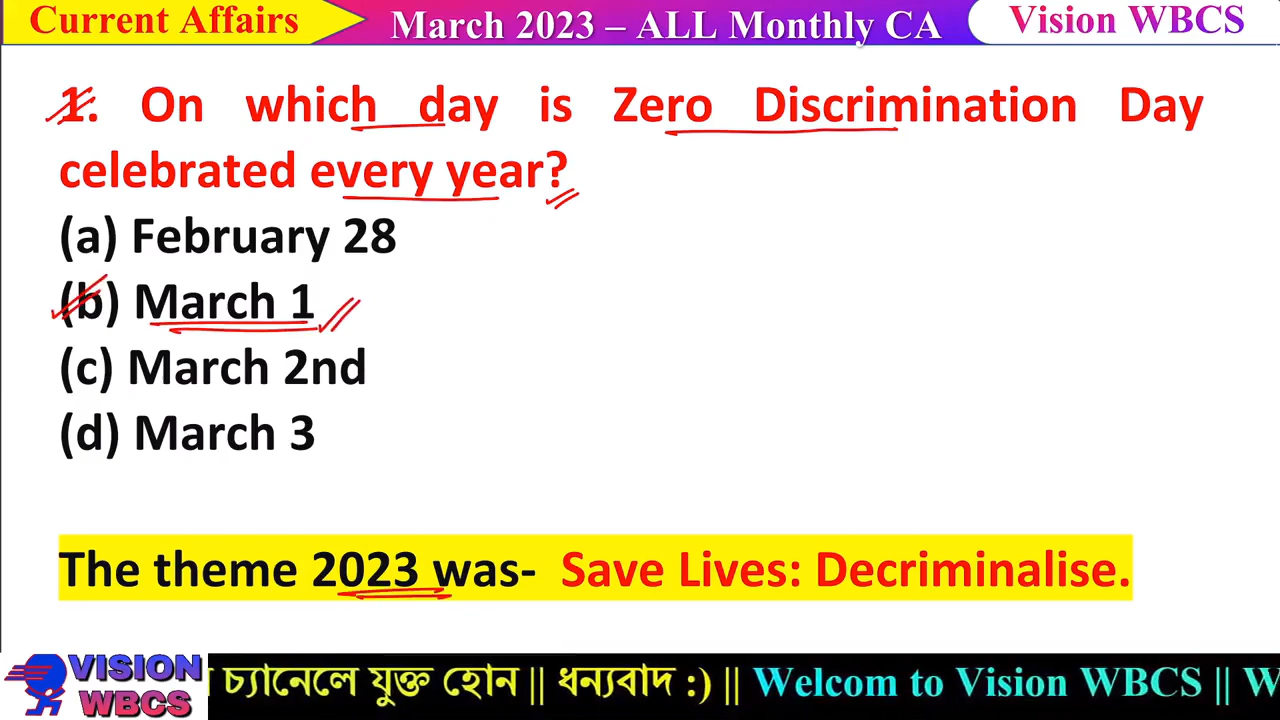 Current Affairs
March 2023 – ALL Monthly CA
Vision WBCS
1. On which day is Zero Discrimination Day
celebrated every year?
(a) February 28
(b) March 1
(c) March 2nd
(d) March 3
The theme 2023 was- Save Lives: Decriminalise.
VISION
WBCS
চ্যানেলে যুক্ত হোন || ধন্যবাদ :) || Welcom to Vision WBCS ||